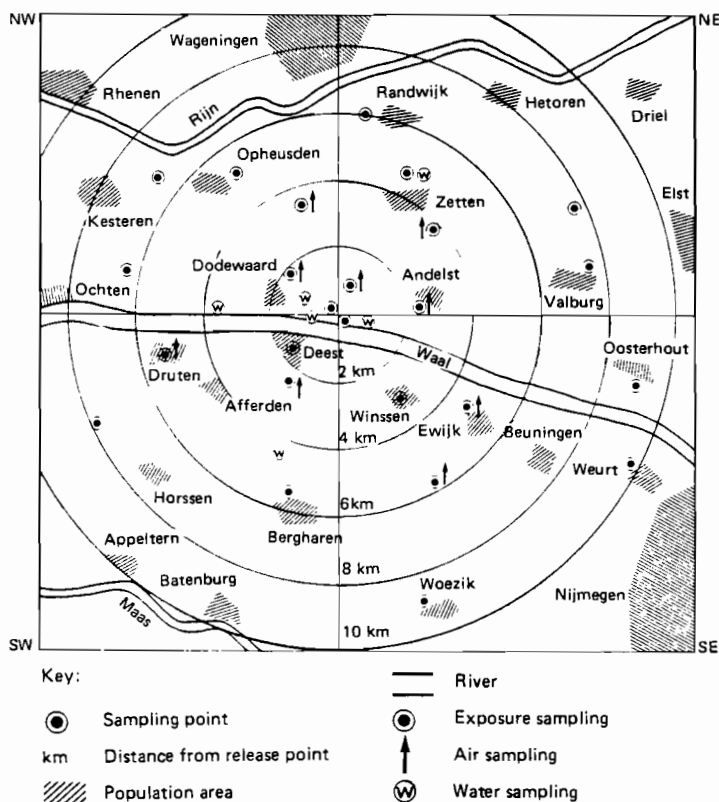 NW
NE
Wageningen
Rhenen
Rijn
Randwijk
Hetoren
Driel
Opheusden
Elst
Kesteren
Zetten
W
Dodewaard
Andelst
Ochten
Valburg
W
W
W
W
Deest
Waal
Oosterhout
Druten
2 km
Afferden
Winssen
4 km
Ewijk
Beuningen
W
Weurt
Horssen
6km
Bergharen
Appeltern
8 km
Batenburg
Woezik
Nijmegen
Maas
10 km
SW
SE
Key:
River
Sampling point
Exposure sampling
km Distance from release point
Air sampling
Population area
W Water sampling